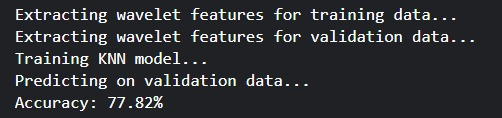 Extracting wavelet features for training data...
Extracting wavelet features for validation data...
Training KNN model...
Predicting on validation data...
Accuracy: 77.82%